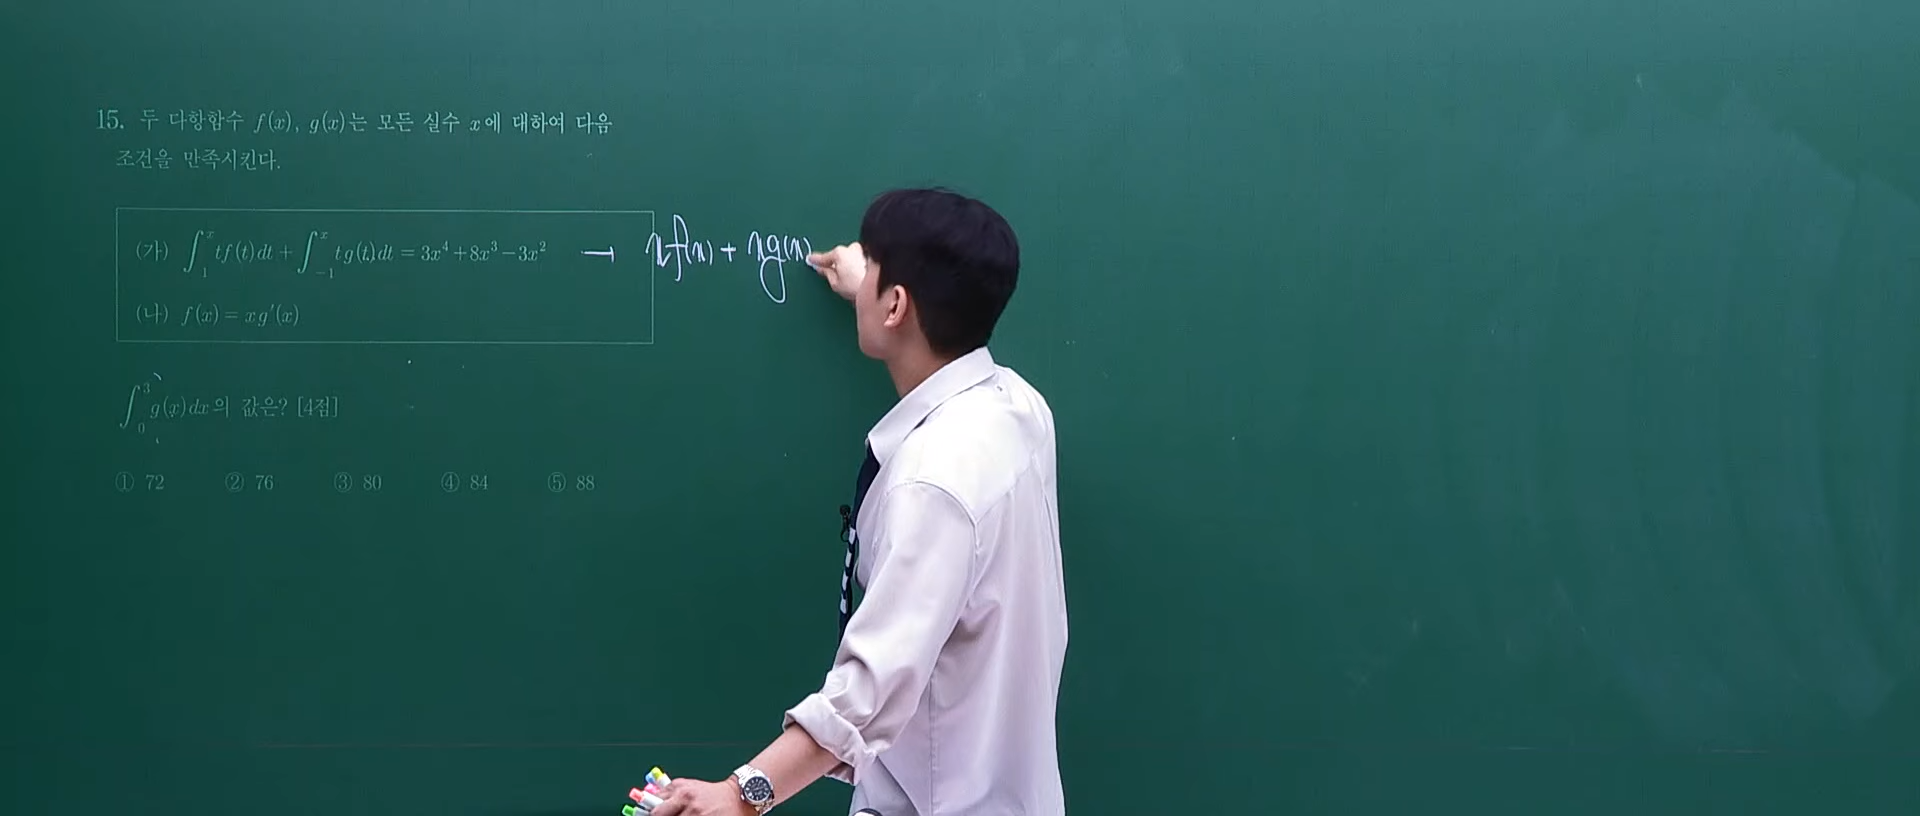 15. 두 다항함수 f(x), g(x)는 모든 실수 x에 대하여 다음
조건을 만족시킨다.
(가) ∫₁ˣ tf(t)dt + ∫₋₁ˣ tg(t)dt = 3x⁴+8x³−3x² → xf(x) + xg(x)
(나) f(x) = xg′(x)
∫₀³ g(x)dx의 값은? [4점]
① 72 ② 76 ③ 80 ④ 84 ⑤ 88